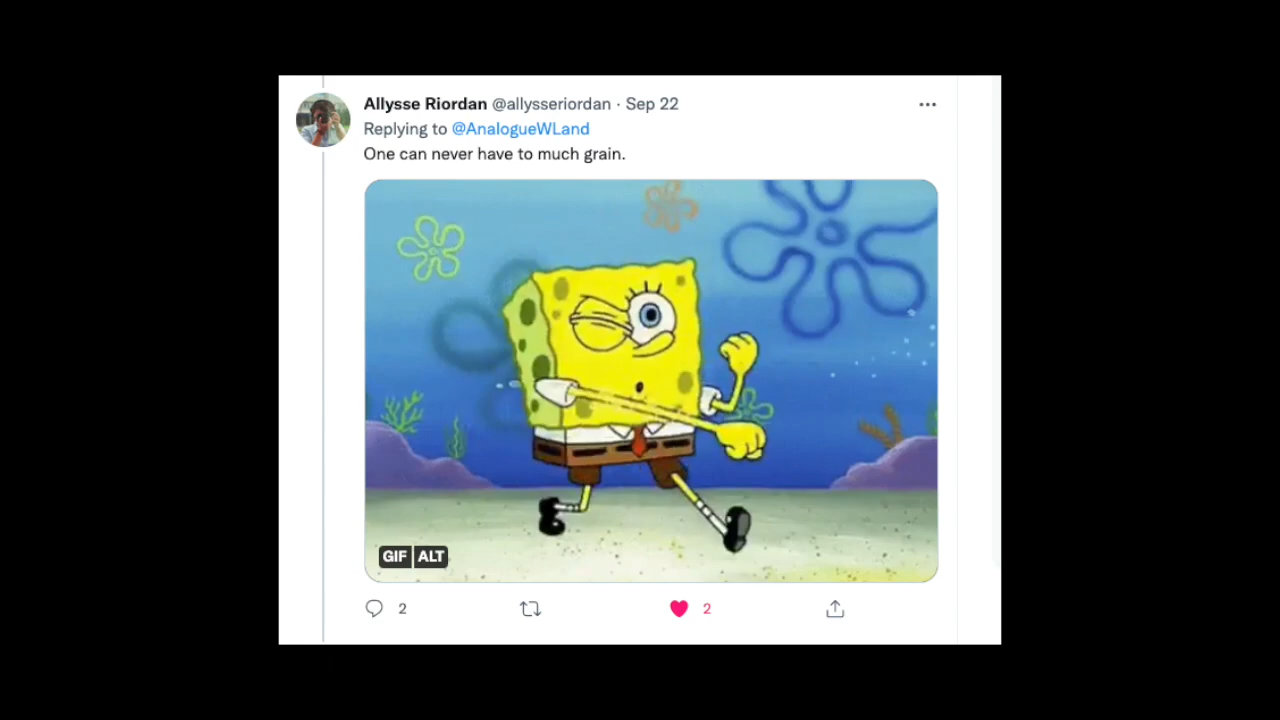 Allysse Riordan @allysseriordan · Sep 22
Replying to @AnalogueWLand
One can never have to much grain.
GIF ALT
2 2